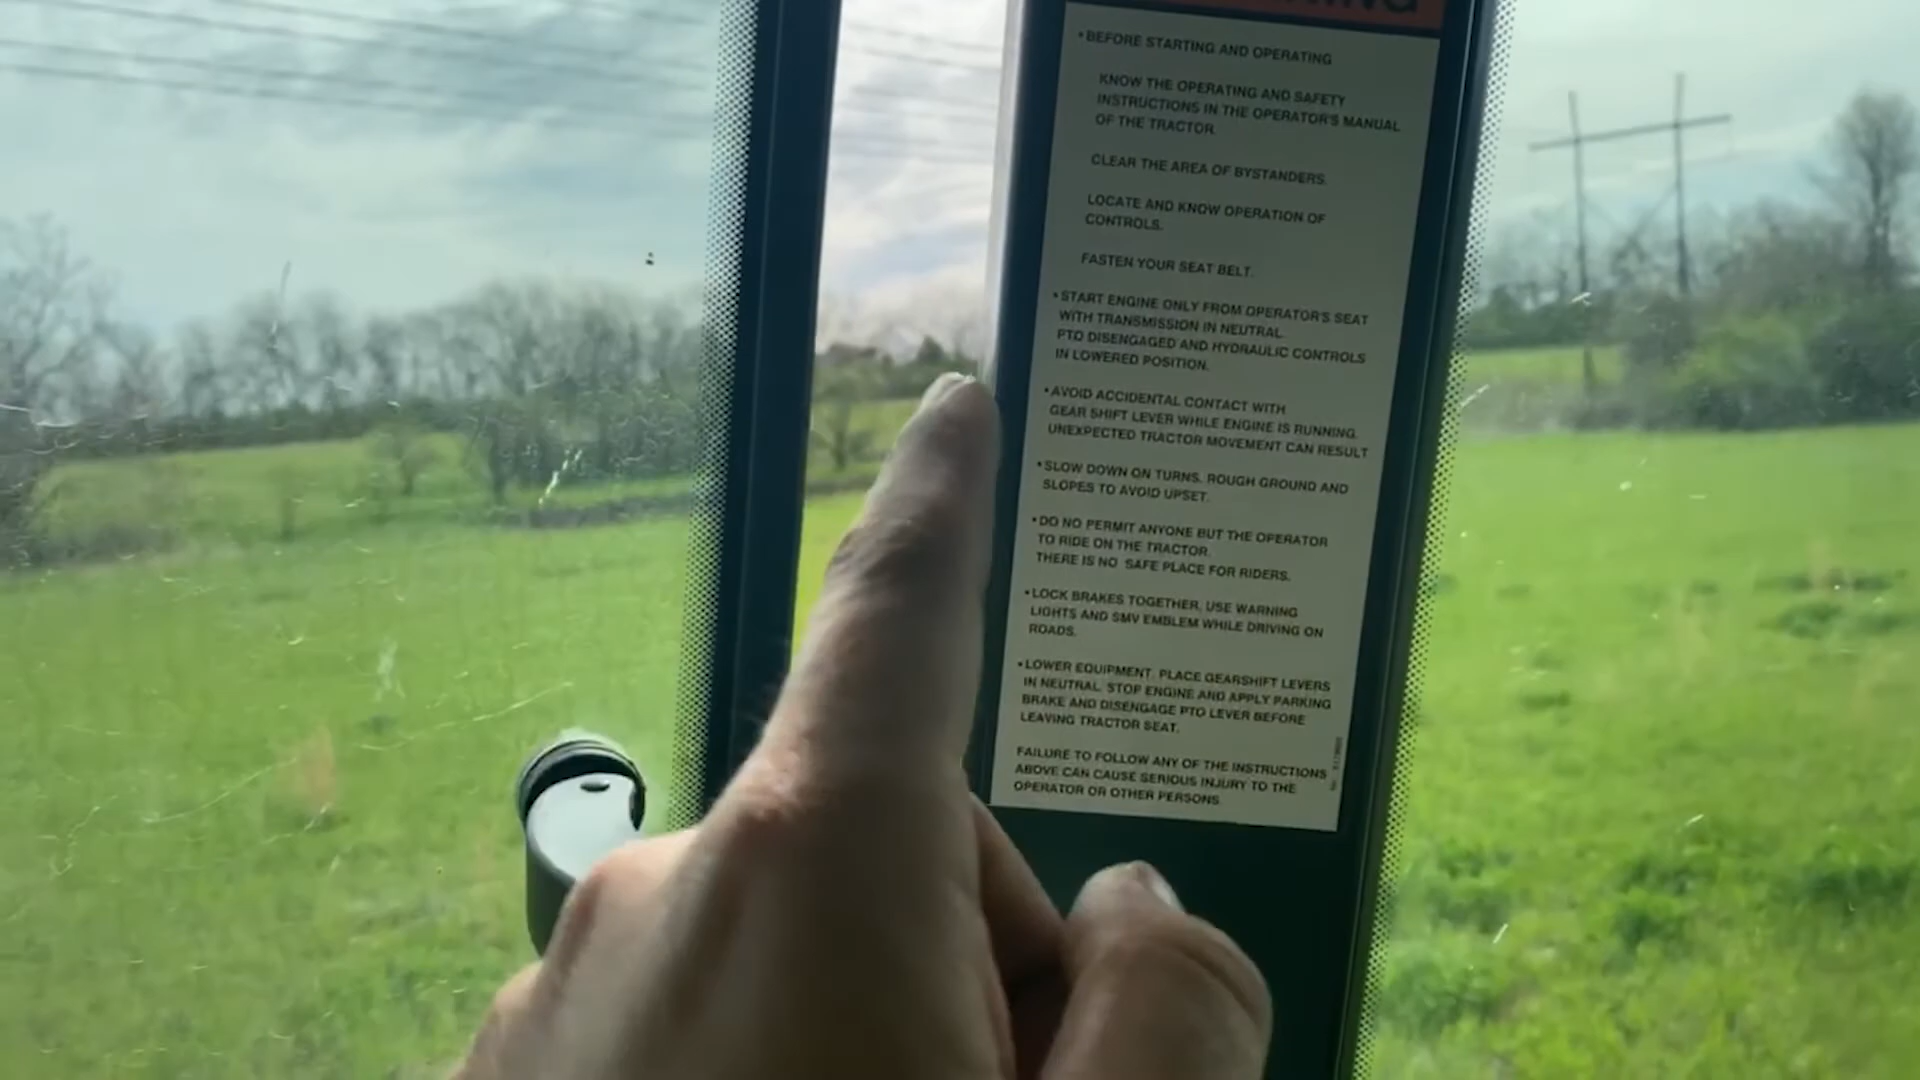 • BEFORE STARTING AND OPERATING
KNOW THE OPERATING AND SAFETY
INSTRUCTIONS IN THE OPERATOR'S MANUAL
OF THE TRACTOR.
CLEAR THE AREA OF BYSTANDERS.
LOCATE AND KNOW OPERATION OF
CONTROLS.
FASTEN YOUR SEAT BELT.
• START ENGINE ONLY FROM OPERATOR'S SEAT
WITH TRANSMISSION IN NEUTRAL.
PTO DISENGAGED AND HYDRAULIC CONTROLS
IN LOWERED POSITION.
• AVOID ACCIDENTAL CONTACT WITH
GEAR SHIFT LEVER WHILE ENGINE IS RUNNING.
UNEXPECTED TRACTOR MOVEMENT CAN RESULT
• SLOW DOWN ON TURNS, ROUGH GROUND AND
SLOPES TO AVOID UPSET.
• DO NO PERMIT ANYONE BUT THE OPERATOR
TO RIDE ON THE TRACTOR.
THERE IS NO SAFE PLACE FOR RIDERS.
• LOCK BRAKES TOGETHER, USE WARNING
LIGHTS AND SMV EMBLEM WHILE DRIVING ON
ROADS.
• LOWER EQUIPMENT, PLACE GEARSHIFT LEVERS
IN NEUTRAL, STOP ENGINE AND APPLY PARKING
BRAKE AND DISENGAGE PTO LEVER BEFORE
LEAVING TRACTOR SEAT.
FAILURE TO FOLLOW ANY OF THE INSTRUCTIONS
ABOVE CAN CAUSE SERIOUS INJURY TO THE
OPERATOR OR OTHER PERSONS.